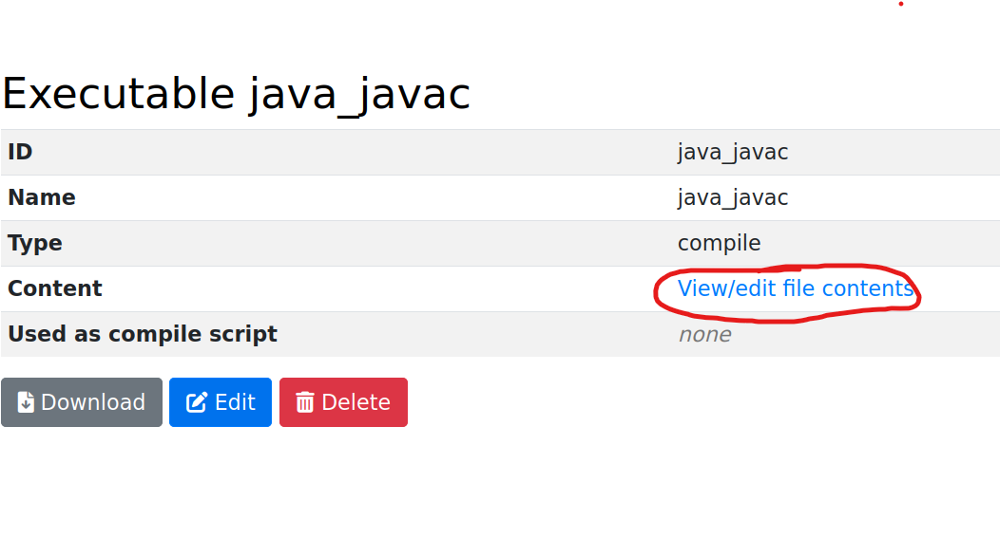 Executable java_javac
ID java_javac
Name java_javac
Type compile
Content View/edit file contents
Used as compile script none
Download Edit Delete